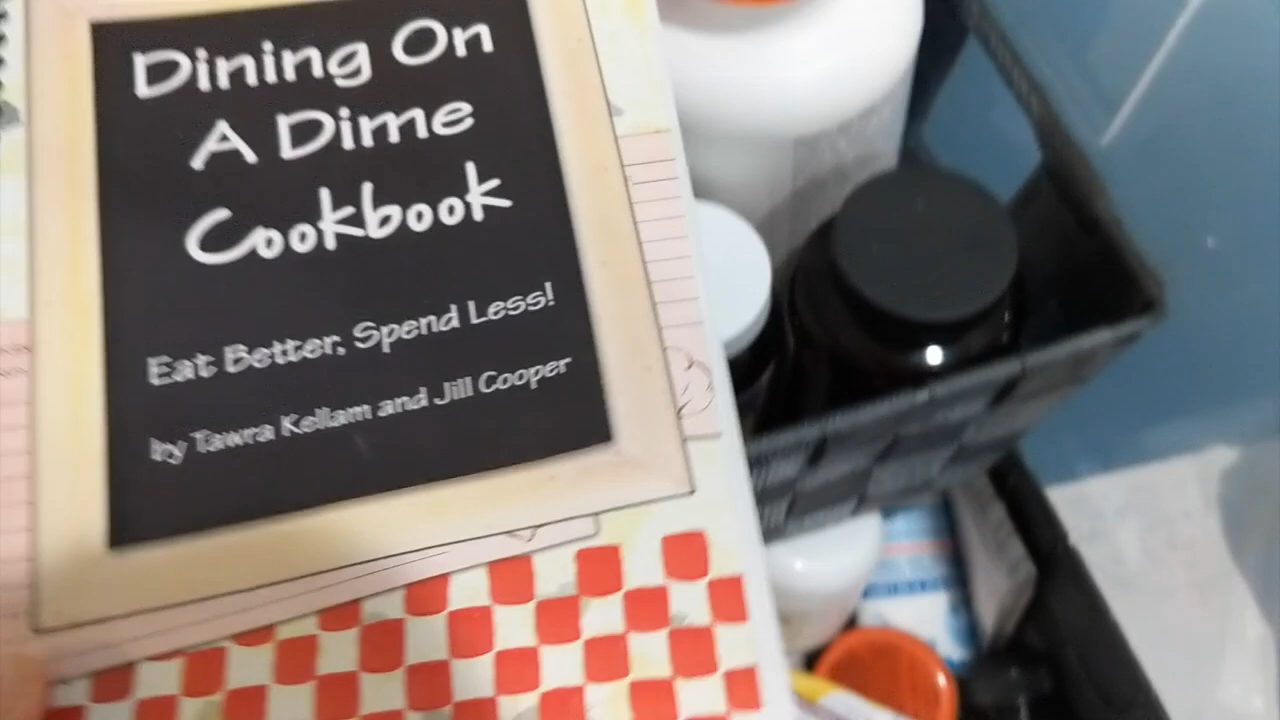 Dining On
A Dime
Cookbook
Eat Better, Spend Less!
by Tawra Kellam and Jill Cooper